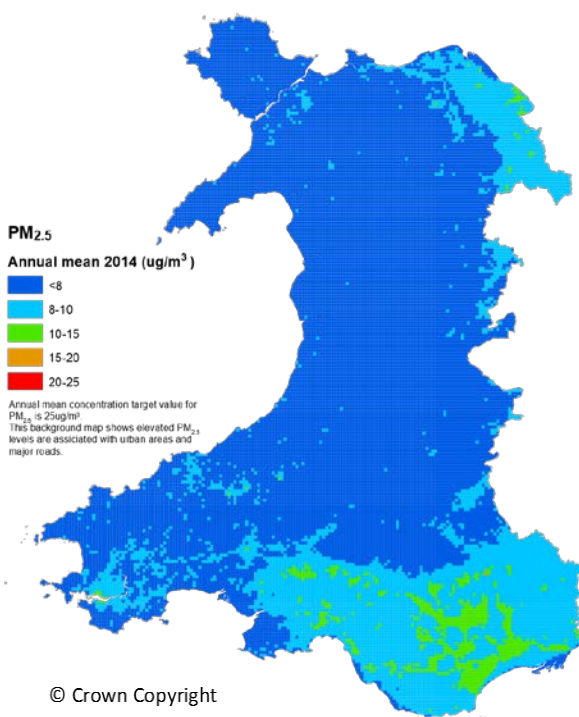 PM2.5
Annual mean 2014 (ug/m³ )
<8
8-10
10-15
15-20
20-25
Annual mean concentration target value for
PM2.5 is 25ug/m³.
This background map shows elevated PM2.5
levels are assiciated with urban areas and
major roads.
© Crown Copyright